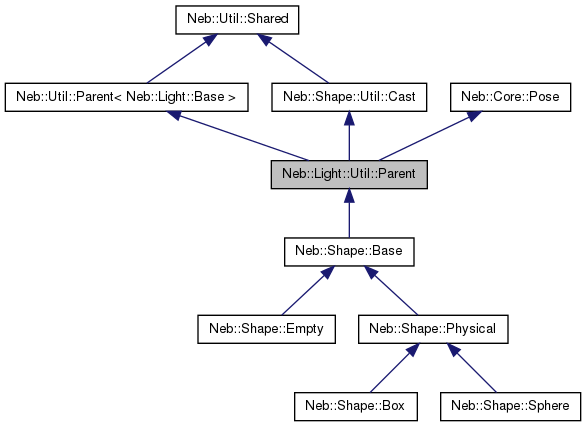 Neb::Util::Shared
Neb::Util::Parent< Neb::Light::Base >
Neb::Shape::Util::Cast
Neb::Core::Pose
Neb::Light::Util::Parent
Neb::Shape::Base
Neb::Shape::Empty
Neb::Shape::Physical
Neb::Shape::Box
Neb::Shape::Sphere